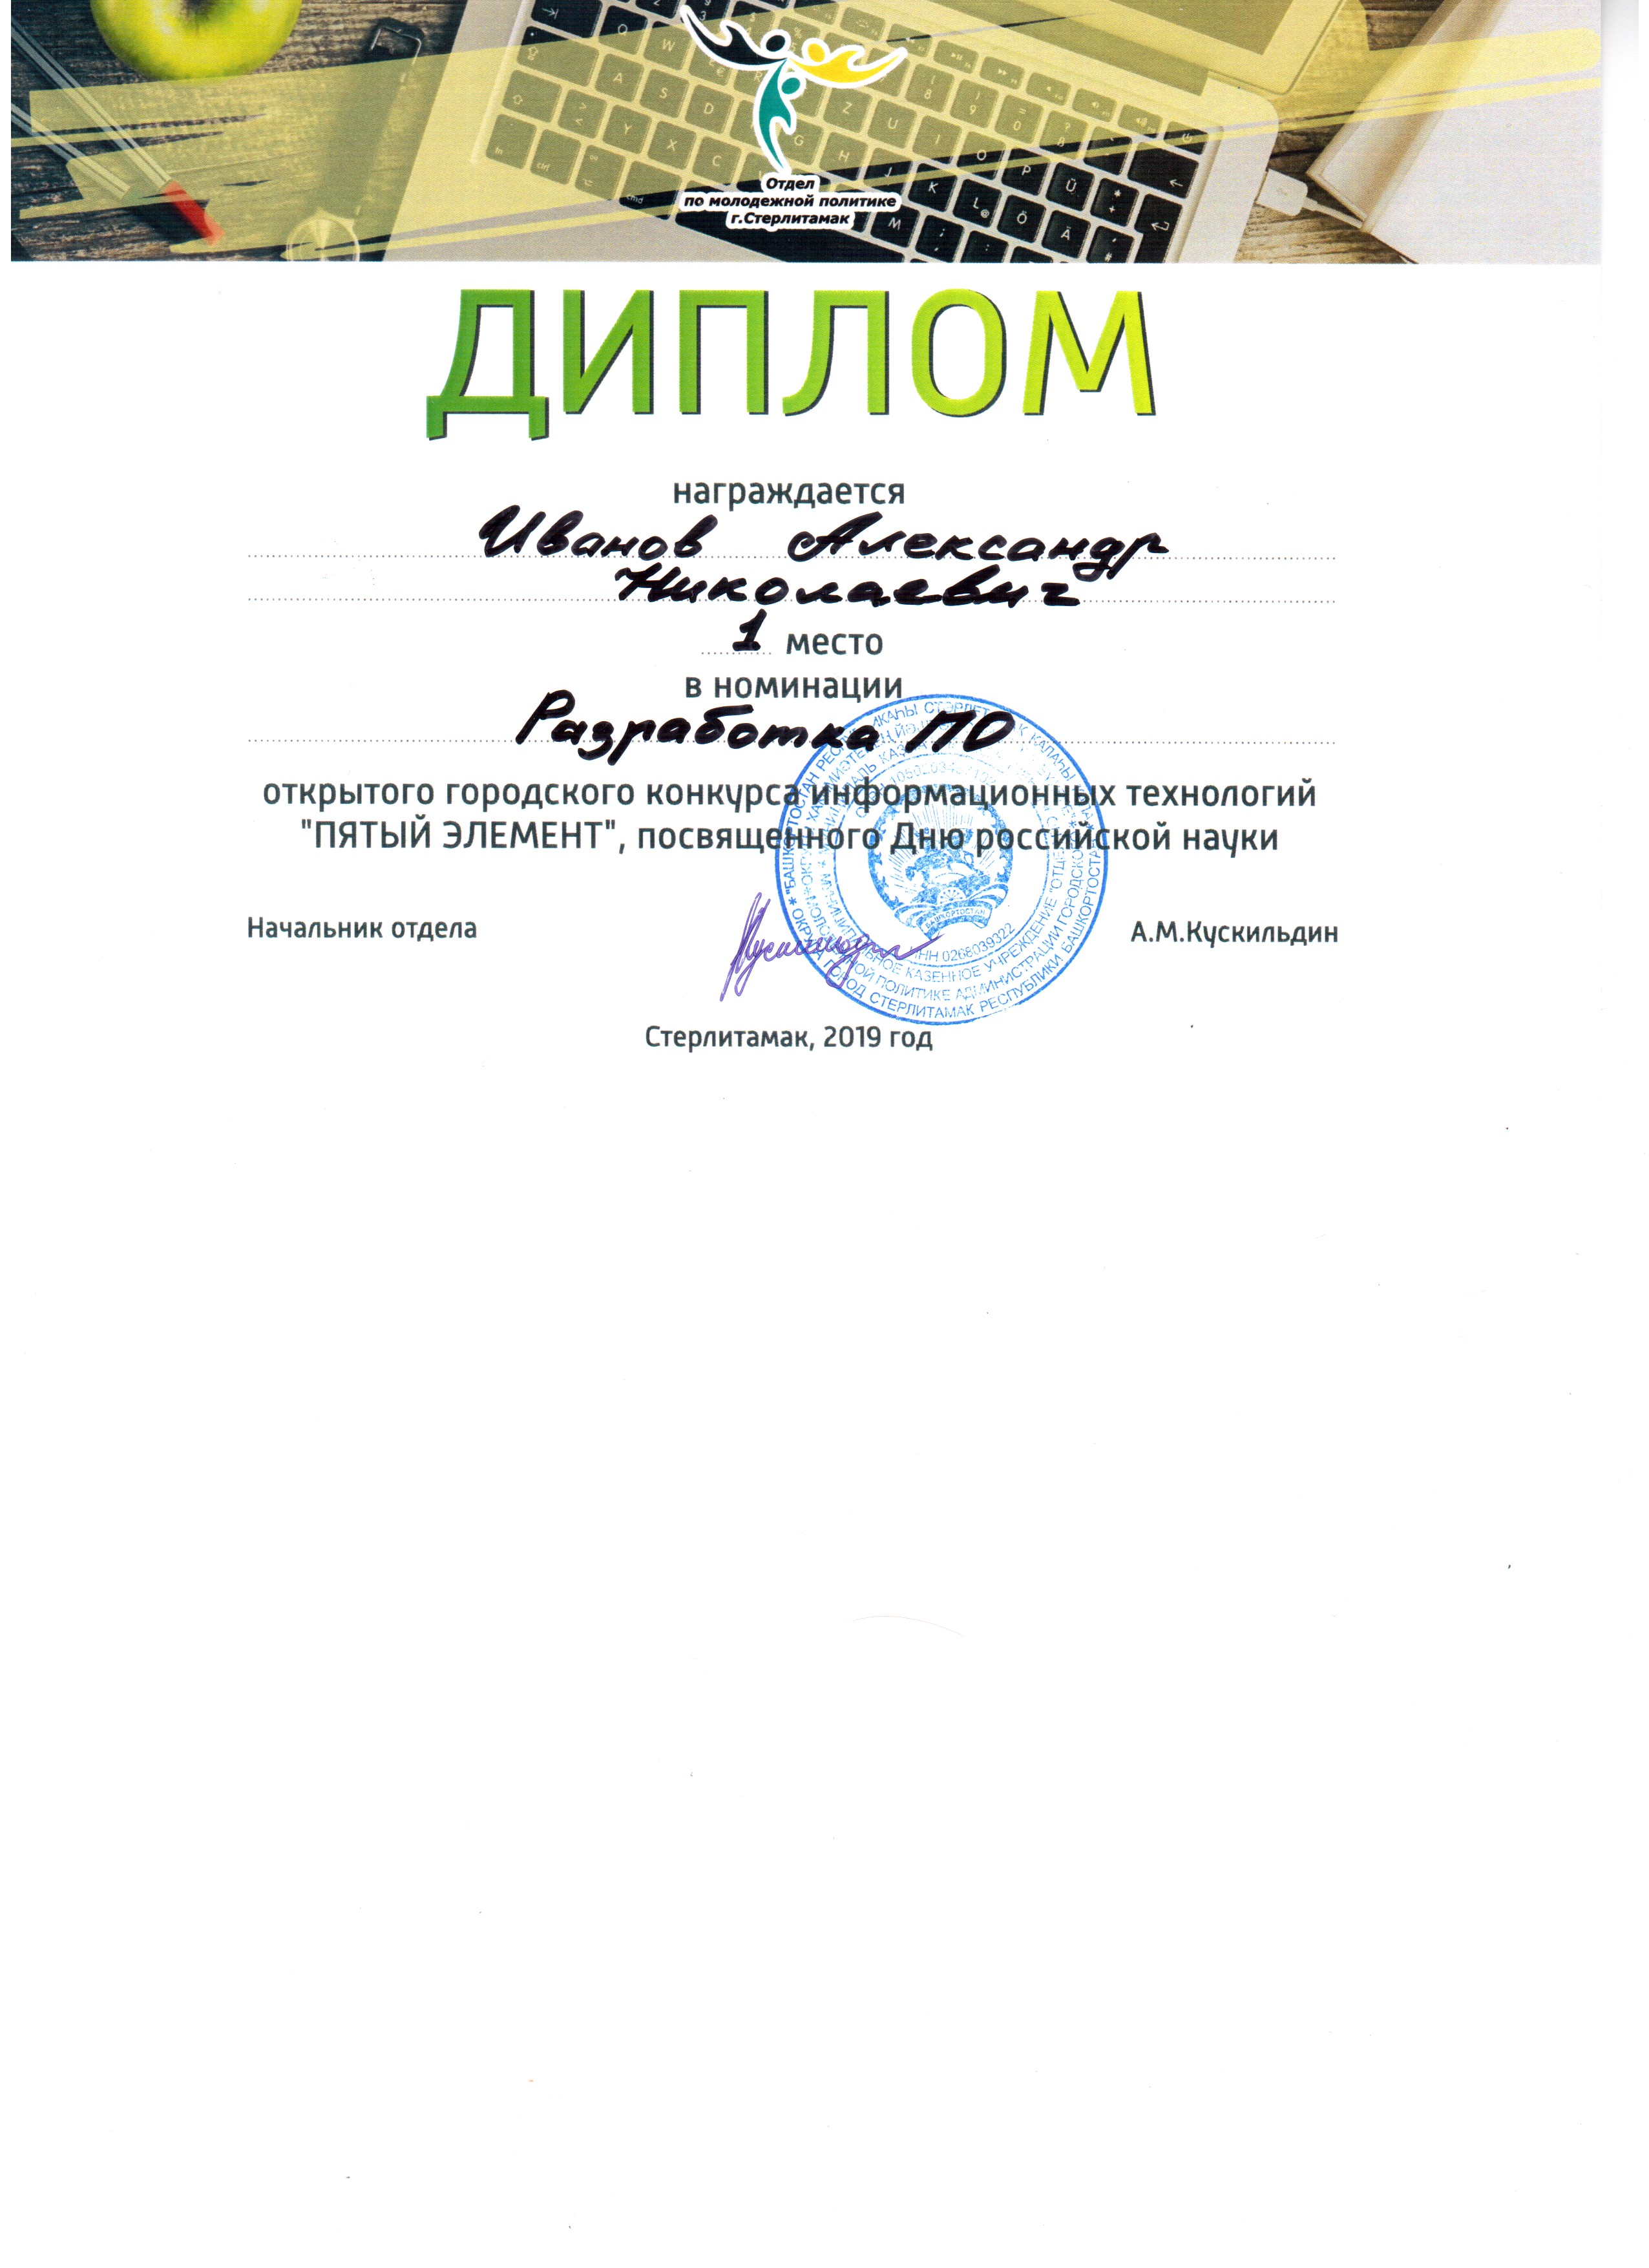 Отдел
по молодежной политике
г.Стерлитамак
ДИПЛОМ
награждается
Иванов Александр
Николаевич
1 место
в номинации
Разработка ПО
открытого городского конкурса информационных технологий
"ПЯТЫЙ ЭЛЕМЕНТ", посвященного Дню российской науки
Начальник отдела
А.М.Кускильдин
ИНН 0268039322
БАШКОРТОСТАН
МУНИЦИПАЛЬНОЕ КАЗЕННОЕ УЧРЕЖДЕНИЕ "ОТДЕЛ
МОЛОДЕЖНОЙ ПОЛИТИКЕ АДМИНИСТРАЦИИ ГОРОДСКОГО
ОКРУГА ГОРОД СТЕРЛИТАМАК РЕСПУБЛИКИ БАШКОРТОСТАН
Стерлитамак, 2019 год